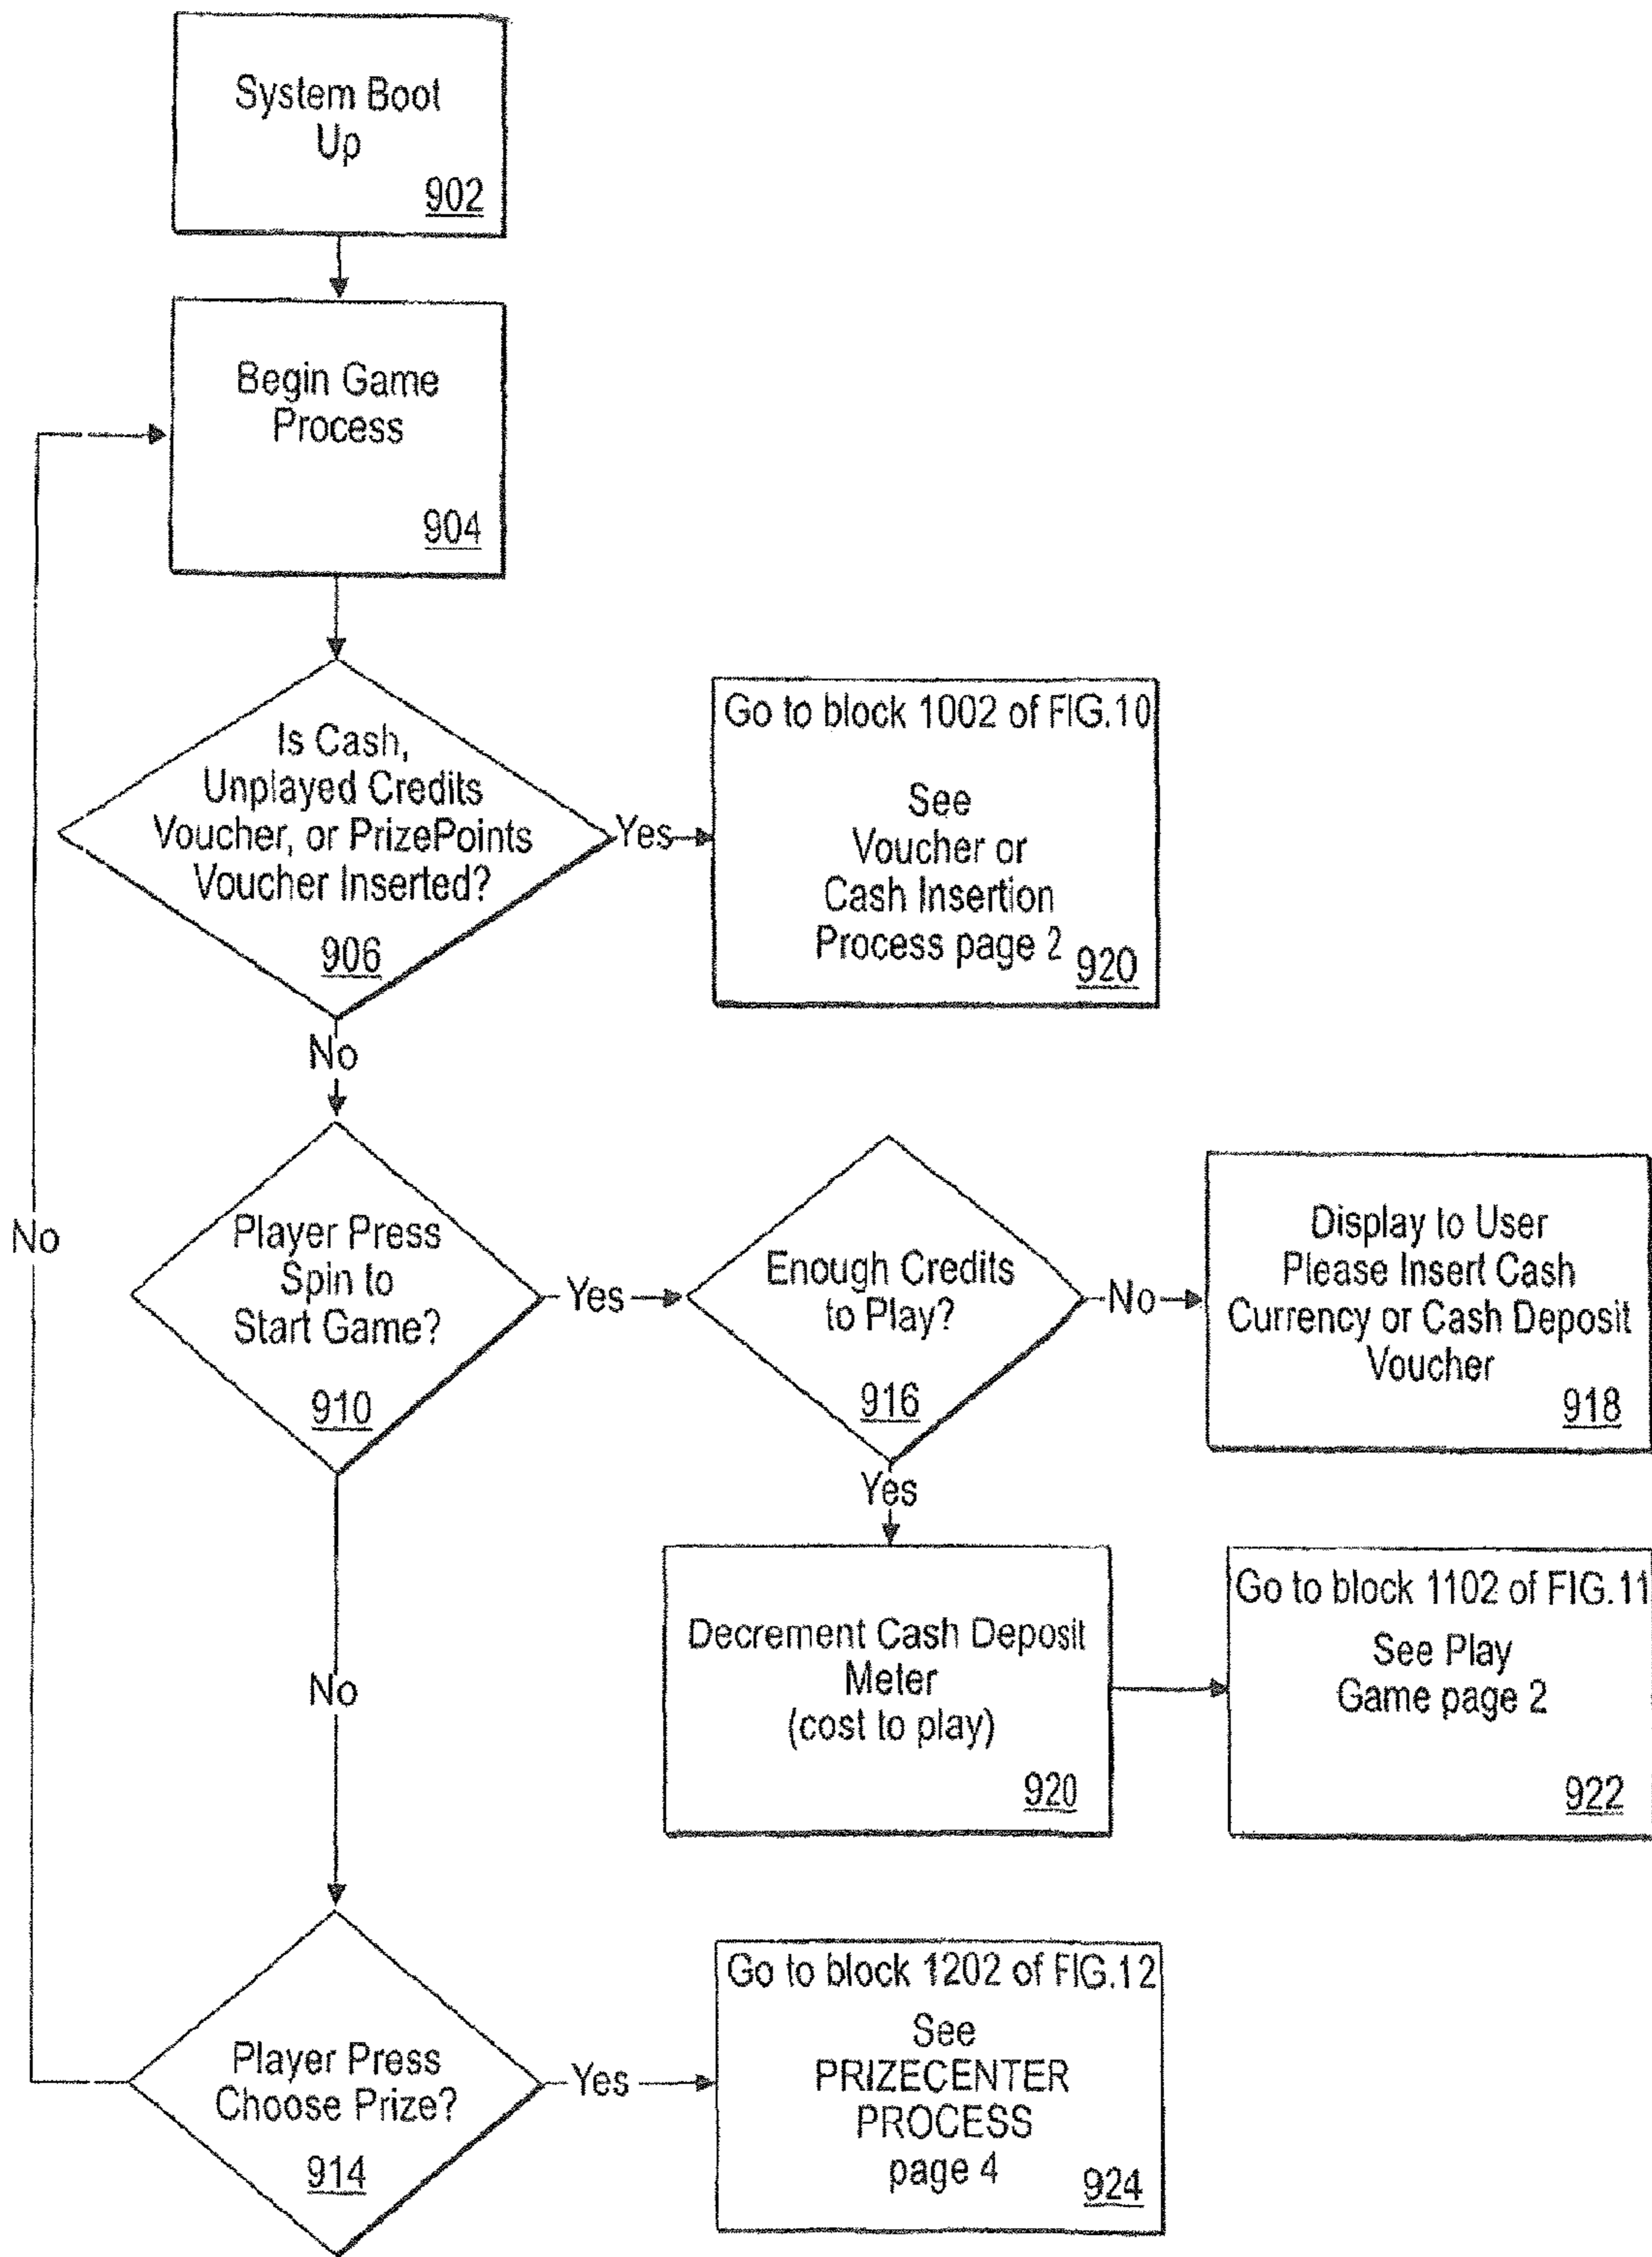 System Boot
Up
902
Begin Game
Process
904
Is Cash,
Unplayed Credits
Voucher, or PrizePoints
Voucher Inserted?
906
Yes
Go to block 1002 of FIG.10
See
Voucher or
Cash Insertion
Process page 2
920
No
Player Press
Spin to
Start Game?
910
Yes
Enough Credits
to Play?
916
No
Display to User
Please Insert Cash
Currency or Cash Deposit
Voucher
918
Yes
Decrement Cash Deposit
Meter
(cost to play)
920
Go to block 1102 of FIG.11
See Play
Game page 2
922
No
No
Player Press
Choose Prize?
914
Yes
Go to block 1202 of FIG.12
See
PRIZECENTER
PROCESS
page 4
924